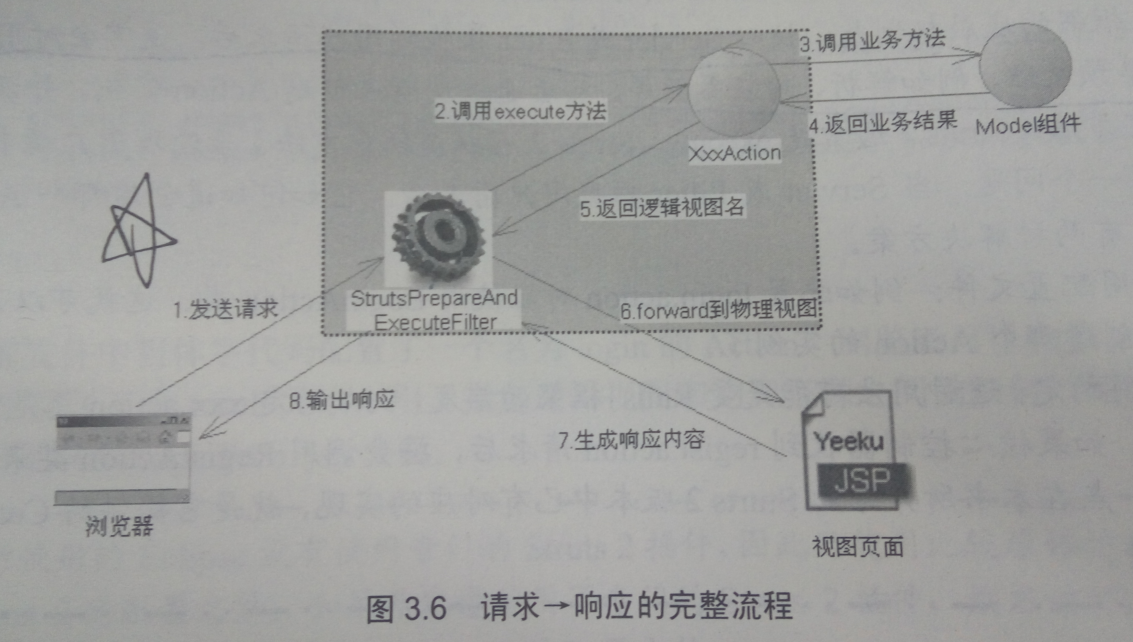 3.调用业务方法
2.调用execute方法
4.返回业务结果
Model组件
XxxAction
5.返回逻辑视图名
1.发送请求
StrutsPrepareAnd
ExecuteFilter
6.forward到物理视图
8.输出响应
7.生成响应内容
Yeeku
JSP
浏览器
视图页面
图 3.6 请求→响应的完整流程